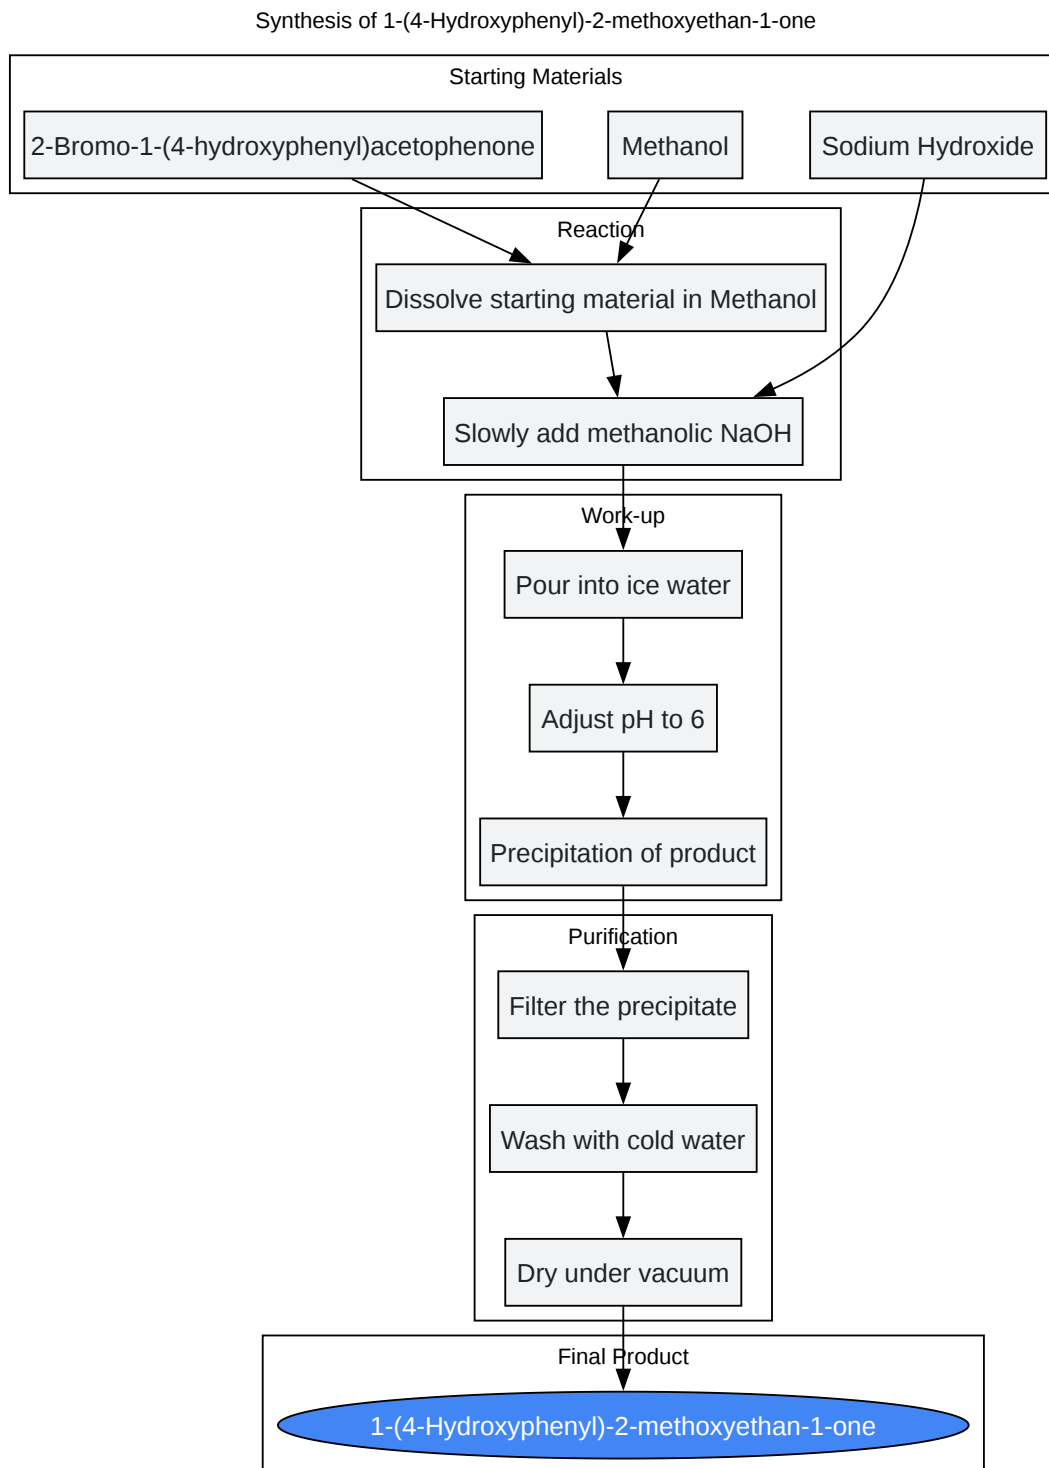 Synthesis of 1-(4-Hydroxyphenyl)-2-methoxyethan-1-one
Starting Materials
2-Bromo-1-(4-hydroxyphenyl)acetophenone
Methanol
Sodium Hydroxide
Reaction
Dissolve starting material in Methanol
Slowly add methanolic NaOH
Work-up
Pour into ice water
Adjust pH to 6
Precipitation of product
Purification
Filter the precipitate
Wash with cold water
Dry under vacuum
Final Product
1-(4-Hydroxyphenyl)-2-methoxyethan-1-one